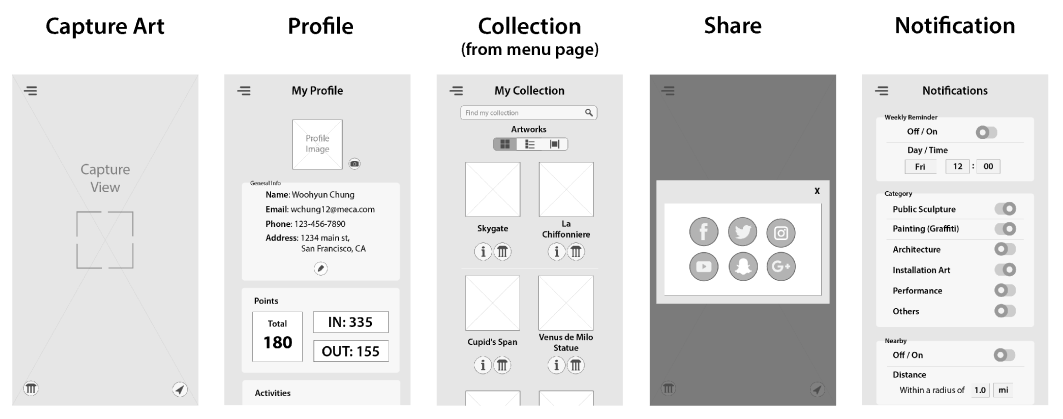 Capture Art
Capture
View
Profile
My Profile
Profile
Image
General Info
Name: Woohyun Chung
Email: wchung12@meca.com
Phone: 123-456-7890
Address: 1234 main st,
San Francisco, CA
Points
Total
180
IN: 335
OUT: 155
Activities
Collection
(from menu page)
My Collection
Find my collection
Artworks
Skygate
La
Chiffonniere
i
i
Cupid's Span
Venus de Milo
Statue
i
i
Share
X
f
G+
Notification
Notifications
Weekly Reminder
Off / On
Day / Time
Fri 12 : 00
Category
Public Sculpture
Painting (Graffiti)
Architecture
Installation Art
Performance
Others
Nearby
Off / On
Distance
Within a radius of 1.0 mi